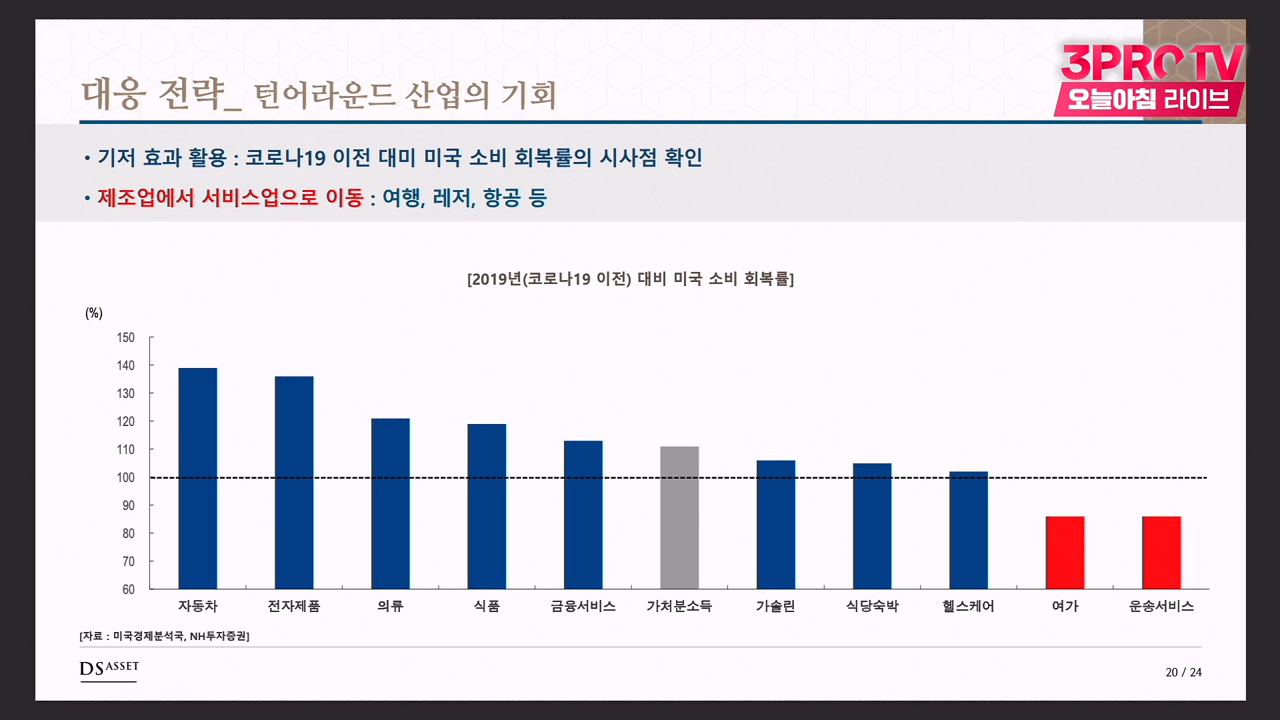 대응 전략_ 턴어라운드 산업의 기회
3PRO TV
오늘아침 라이브
• 기저 효과 활용 : 코로나19 이전 대미 미국 소비 회복률의 시사점 확인
• 제조업에서 서비스업으로 이동 : 여행, 레저, 항공 등
[2019년(코로나19 이전) 대비 미국 소비 회복률]
(%)
150
140
130
120
110
100
90
80
70
60
자동차 전자제품 의류 식품 금융서비스 가처분소득 가솔린 식당숙박 헬스케어 여가 운송서비스
[자료 : 미국경제분석국, NH투자증권]
DS ASSET
20 / 24